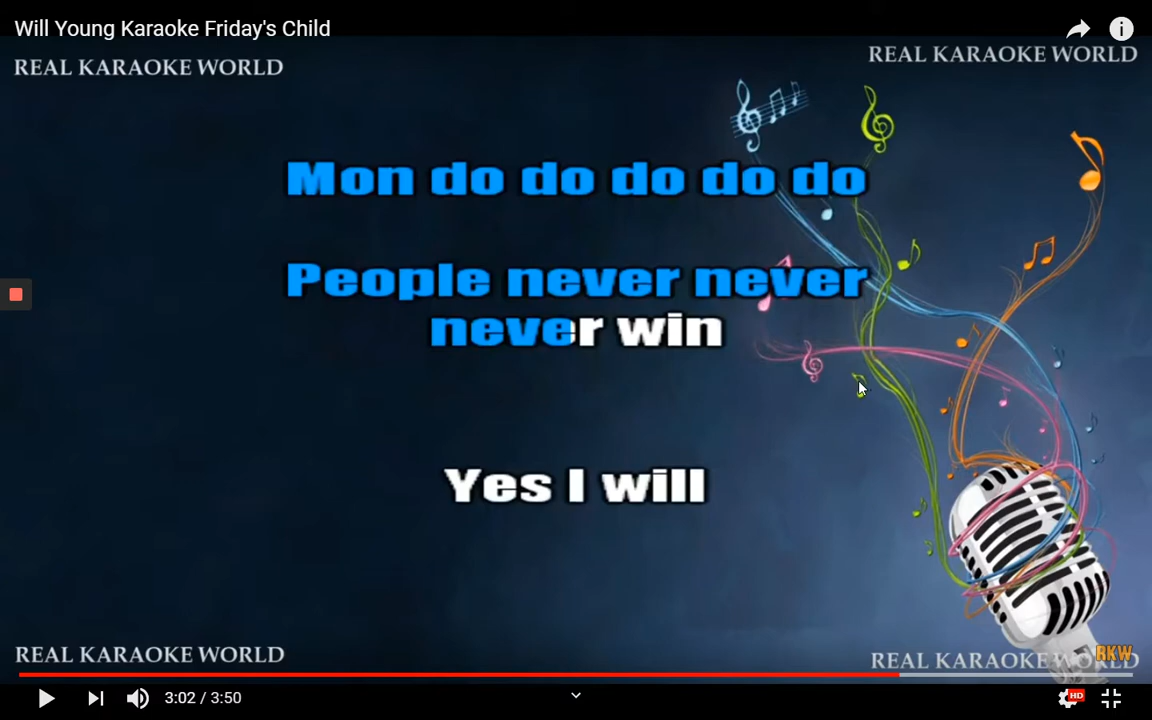 Will Young Karaoke Friday's Child
REAL KARAOKE WORLD
REAL KARAOKE WORLD
Mon do do do do do
People never never
never win
Yes I will
REAL KARAOKE WORLD
REAL KARAOKE WORLD
RKW
3:02 / 3:50
HD